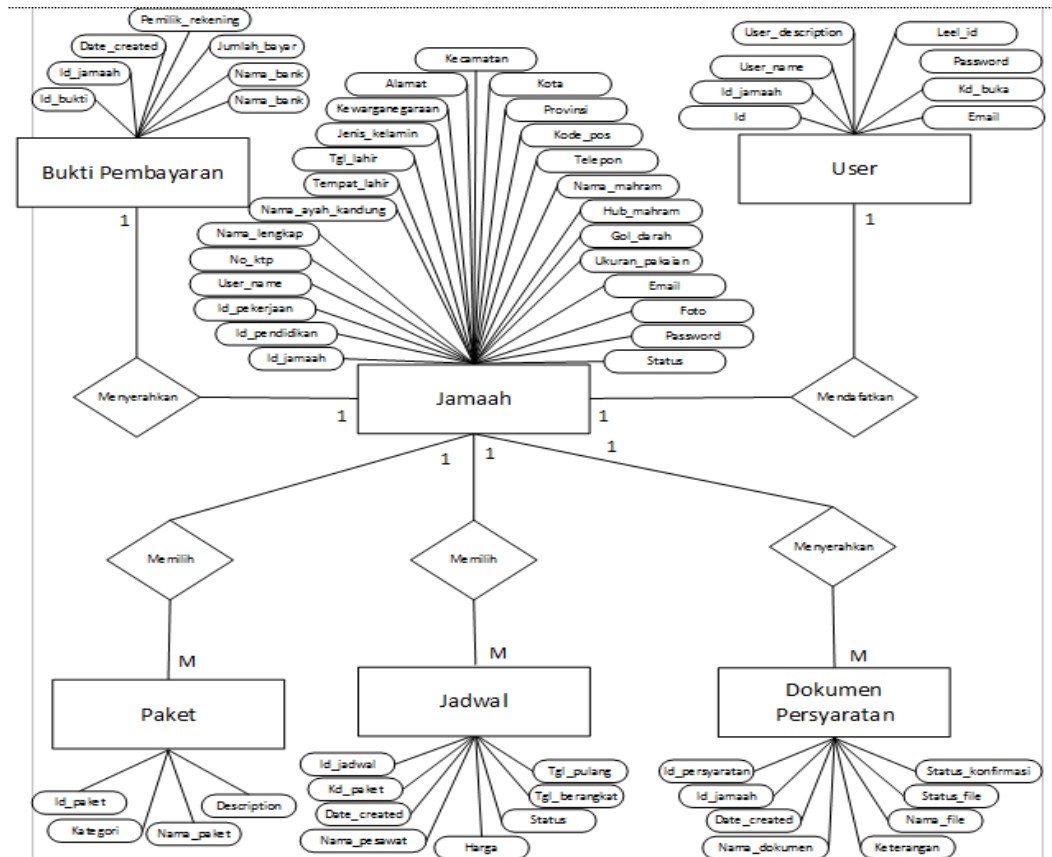 Pemilik_rekening
Date_created
Jumlah_bayar
Id_jamaah
Nama_bank
Id_bukti
Nama_bank
Bukti Pembayaran
1
Kecamatan
Alamat
Kota
Kewarganegaraan
Provinsi
Jenis_kelamin
Kode_pos
Tgl_lahir
Telepon
Tempat_lahir
Nama_mahram
Nama_ayah_kandung
Hub_mahram
Nama_lengkap
Gol_darah
No_ktp
Ukuran_pakaian
User_name
Email
Id_pekerjaan
Foto
Id_pendidikan
Password
Id_jamaah
Status
User_description
Leel_id
User_name
Password
Id_jamaah
Kd_buka
Id
Email
User
1
Menyerahkan
1
Jamaah
1
Mendafatkan
1
1
1
Memilih
Memilih
Menyerahkan
M
M
M
Paket
Jadwal
Dokumen
Persyaratan
Id_paket
Description
Kategori
Nama_paket
Id_jadwal
Tgl_pulang
Kd_paket
Tgl_berangkat
Date_created
Status
Nama_pesawat
Harga
Id_persyaratan
Status_konfirmasi
Id_jamaah
Status_file
Date_created
Nama_file
Nama_dokumen
Keterangan